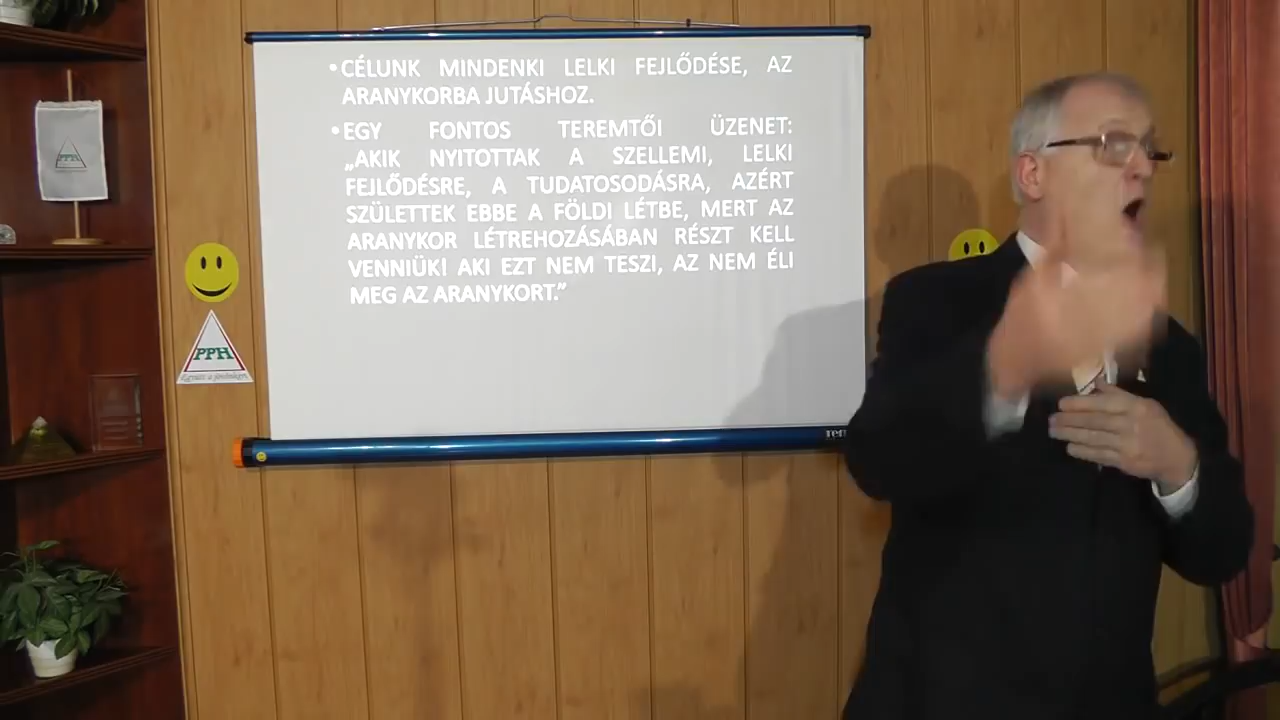 •CÉLUNK MINDENKI LELKI FEJLŐDÉSE, AZ
ARANYKORBA JUTÁSHOZ.
•EGY FONTOS TEREMTŐI ÜZENET:
„AKIK NYITOTTAK A SZELLEMI, LELKI
FEJLŐDÉSRE, A TUDATOSODÁSRA, AZÉRT
SZÜLETTEK EBBE A FÖLDI LÉTBE, MERT AZ
ARANYKOR LÉTREHOZÁSÁBAN RÉSZT KELL
VENNIÜK! AKI EZT NEM TESZI, AZ NEM ÉLI
MEG AZ ARANYKORT.”
PPH
PPH